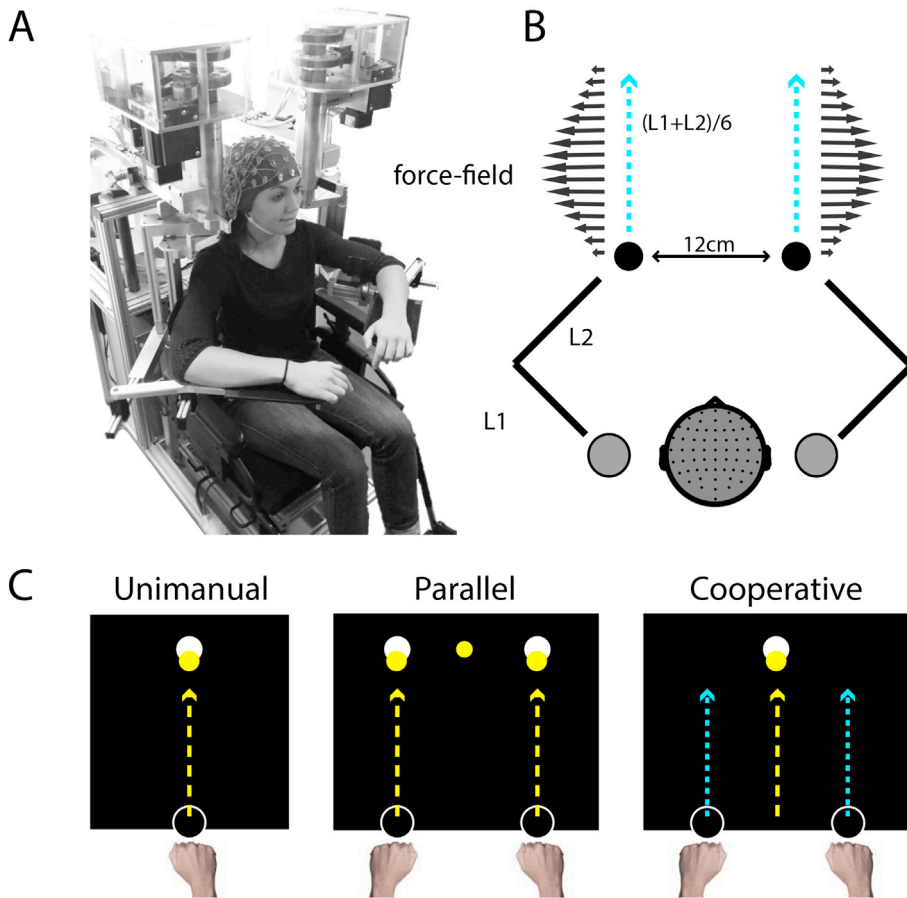 A
B
(L1+L2)/6
force-field
12cm
L2
L1
C
Unimanual
Parallel
Cooperative